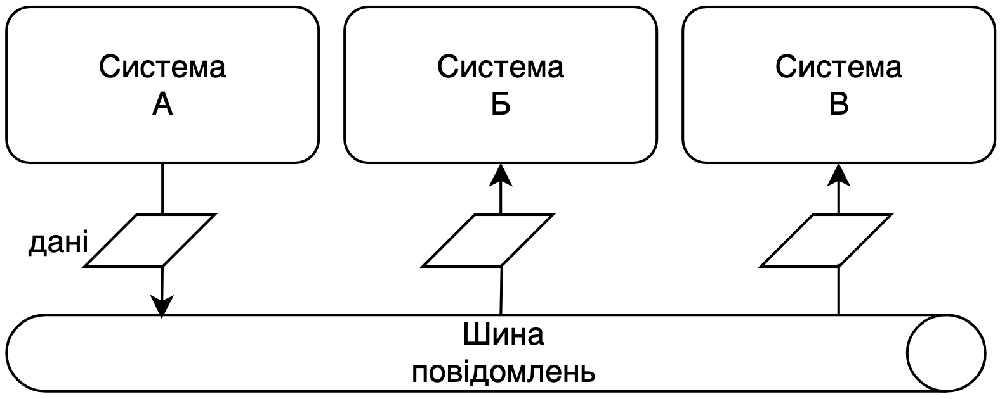 Система
А
Система
Б
Система
В
дані
Шина
повідомлень